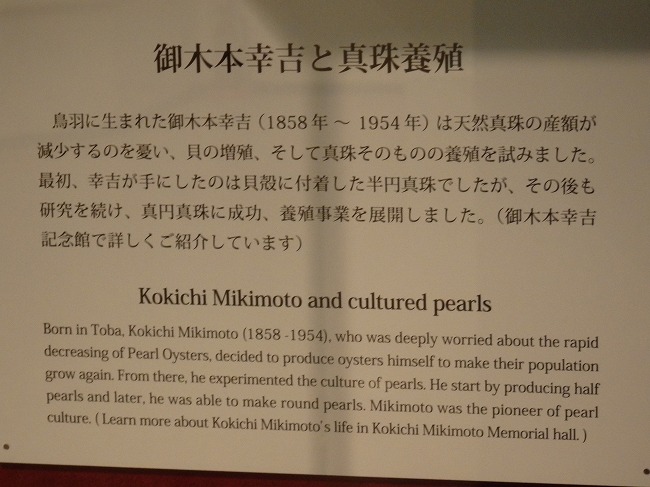 御木本幸吉と真珠養殖
鳥羽に生まれた御木本幸吉（1858年 〜 1954年）は天然真珠の産額が
減少するのを憂い、貝の増殖、そして真珠そのものの養殖を試みました。
最初、幸吉が手にしたのは貝殻に付着した半円真珠でしたが、その後も
研究を続け、真円真珠に成功、養殖事業を展開しました。（御木本幸吉
記念館で詳しくご紹介しています）
Kokichi Mikimoto and cultured pearls
Born in Toba, Kokichi Mikimoto (1858 -1954), who was deeply worried about the rapid
decreasing of Pearl Oysters, decided to produce oysters himself to make their population
grow again. From there, he experimented the culture of pearls. He start by producing half
pearls and later, he was able to make round pearls. Mikimoto was the pioneer of pearl
culture. ( Learn more about Kokichi Mikimoto's life in Kokichi Mikimoto Memorial hall. )